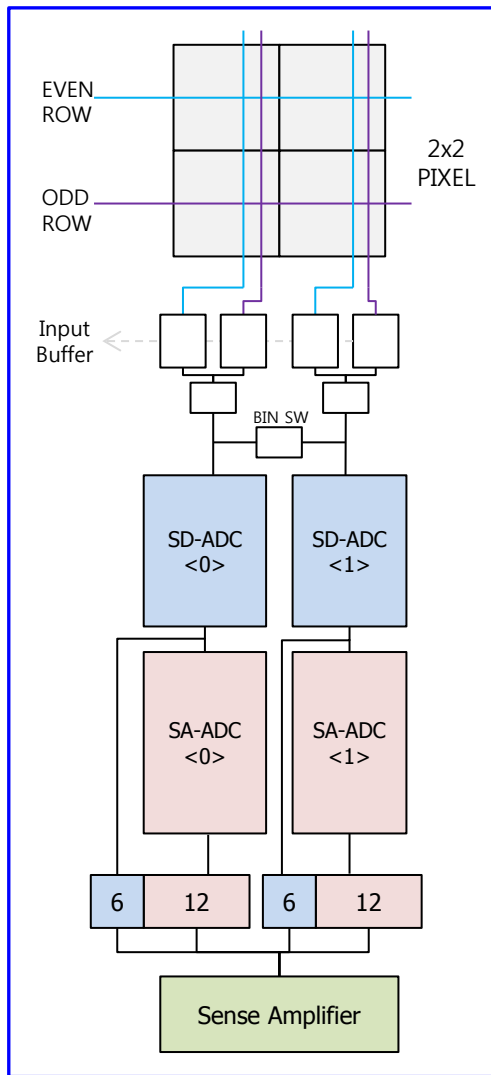 EVEN
ROW
2x2
PIXEL
ODD
ROW
Input
Buffer
BIN SW
SD-ADC
<0>
SD-ADC
<1>
SA-ADC
<0>
SA-ADC
<1>
6
12
6
12
Sense Amplifier